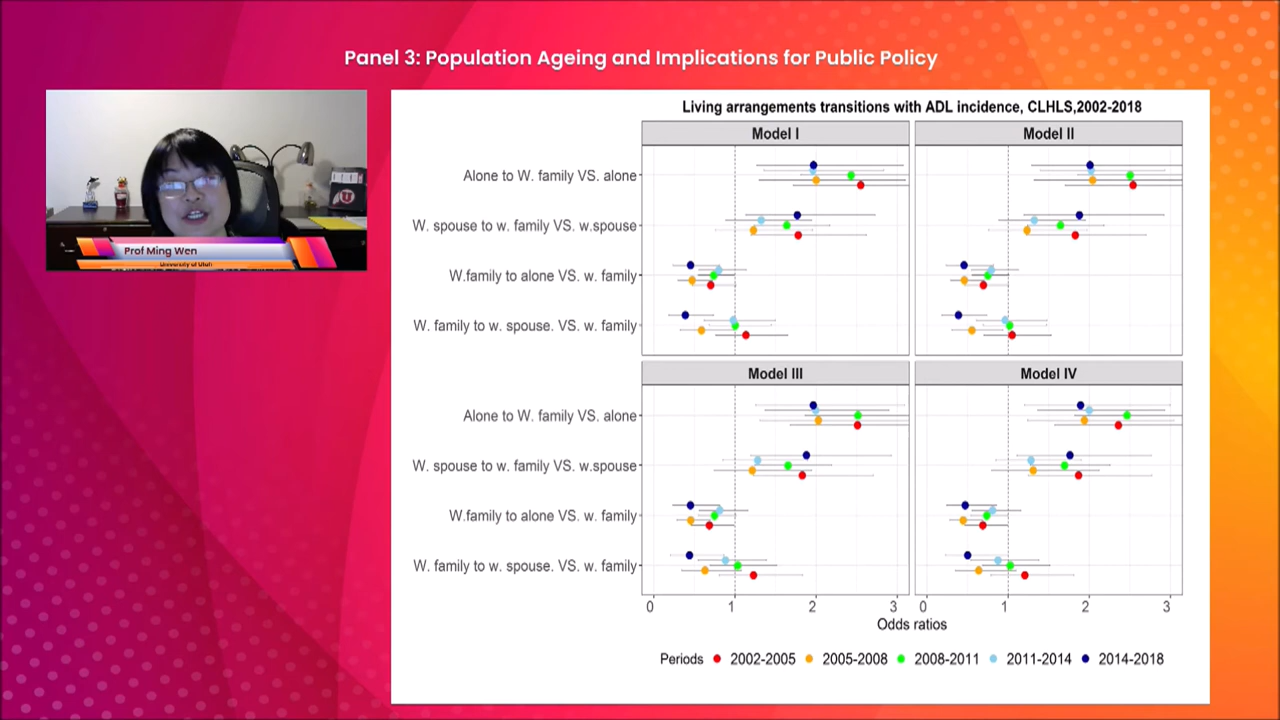 Panel 3: Population Ageing and Implications for Public Policy
Prof Ming Wen
University of Utah
U
Living arrangements transitions with ADL incidence, CLHLS,2002-2018
Model I
Model II
Alone to W. family VS. alone
W. spouse to w. family VS. w.spouse
W.family to alone VS. w. family
W. family to w. spouse. VS. w. family
Model III
Model IV
Alone to W. family VS. alone
W. spouse to w. family VS. w.spouse
W.family to alone VS. w. family
W. family to w. spouse. VS. w. family
0 1 2 3 0 1 2 3
Odds ratios
Periods 2002-2005 2005-2008 2008-2011 2011-2014 2014-2018